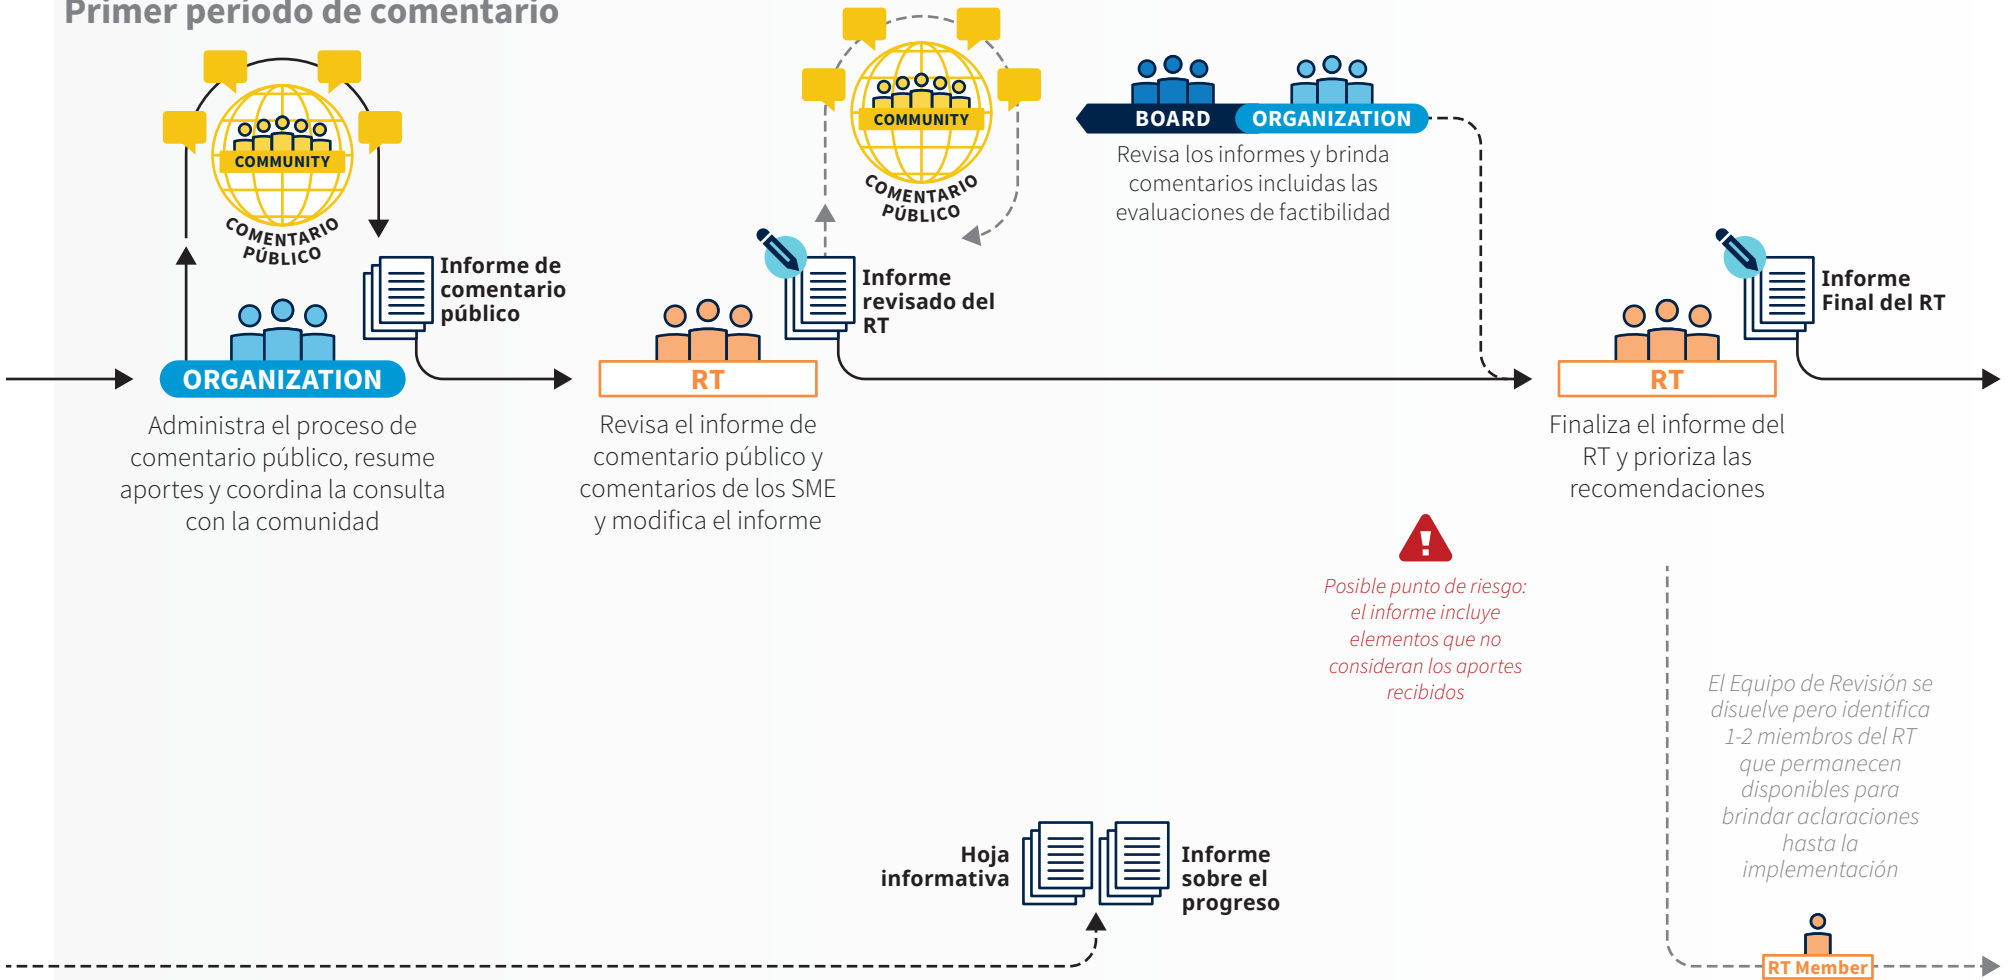 Primer período de comentario
COMMUNITY
COMENTARIO
PÚBLICO
Informe de
comentario
público
ORGANIZATION
Administra el proceso de
comentario público, resume
aportes y coordina la consulta
con la comunidad
RT
Revisa el informe de
comentario público y
comentarios de los SME
y modifica el informe
COMMUNITY
COMENTARIO
PÚBLICO
Informe
revisado del
RT
BOARD
ORGANIZATION
Revisa los informes y brinda
comentarios incluidas las
evaluaciones de factibilidad
RT
Finaliza el informe del
RT y prioriza las
recomendaciones
Informe
Final del RT
Posible punto de riesgo:
el informe incluye
elementos que no
consideran los aportes
recibidos
El Equipo de Revisión se
disuelve pero identifica
1-2 miembros del RT
que permanecen
disponibles para
brindar aclaraciones
hasta la
implementación
Hoja
informativa
Informe
sobre el
progreso
RT Member